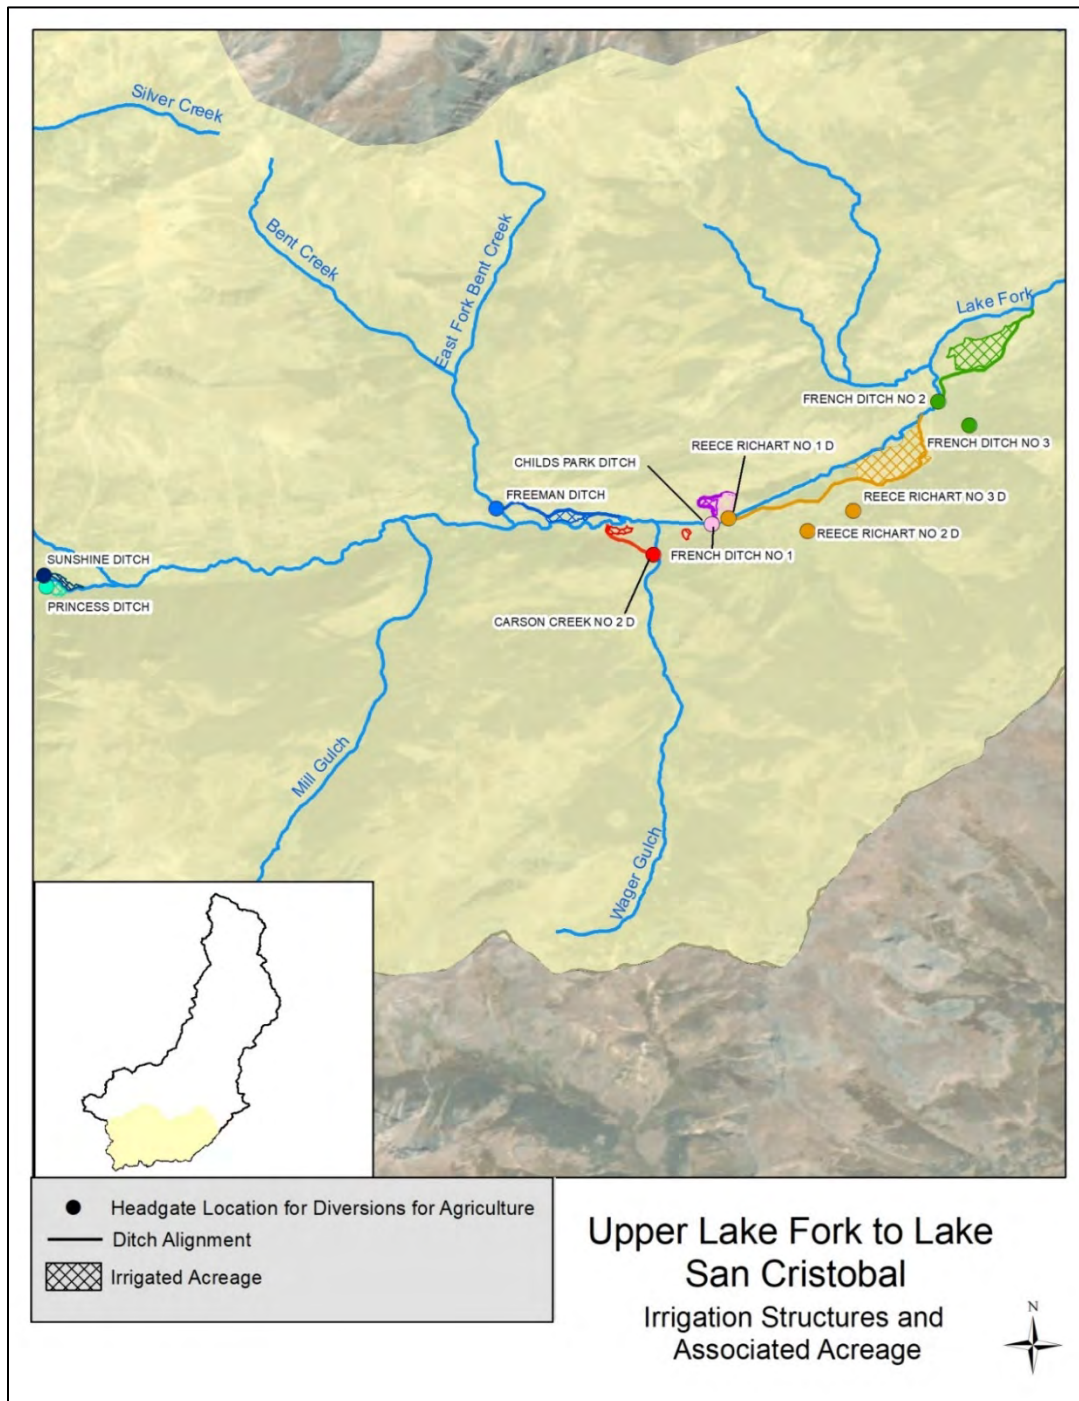 Silver Creek
Bent Creek
East Fork Bent Creek
Lake Fork
FRENCH DITCH NO 2
FRENCH DITCH NO 3
REECE RICHART NO 1 D
CHILDS PARK DITCH
FREEMAN DITCH
REECE RICHART NO 3 D
REECE RICHART NO 2 D
FRENCH DITCH NO 1
SUNSHINE DITCH
PRINCESS DITCH
CARSON CREEK NO 2 D
Mill Gulch
Wager Gulch
Headgate Location for Diversions for Agriculture
Ditch Alignment
Irrigated Acreage
Upper Lake Fork to Lake
San Cristobal
Irrigation Structures and
Associated Acreage
N